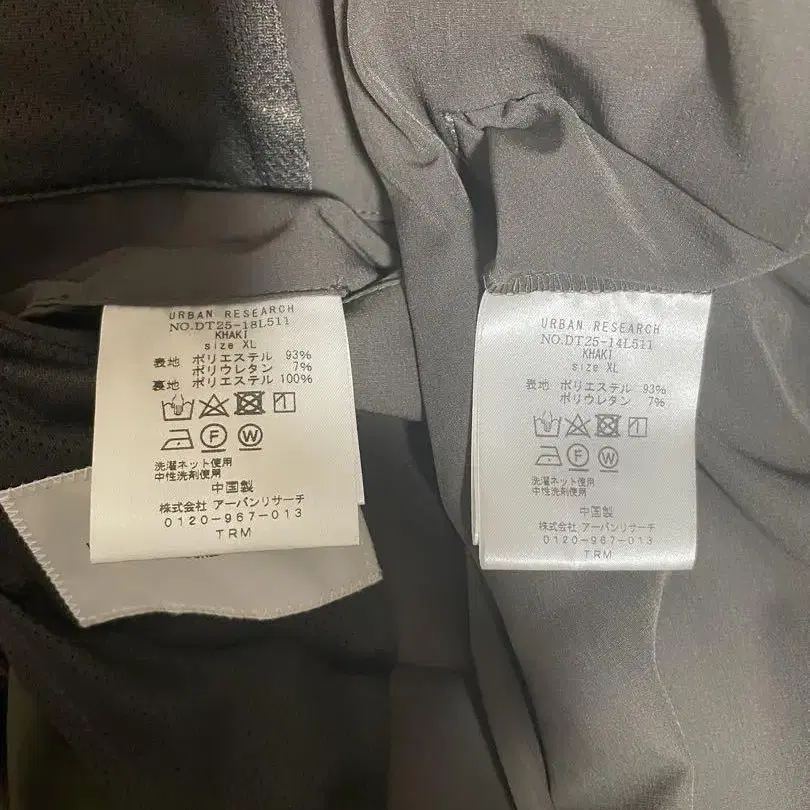 URBAN RESEARCH
NO.DT25-18L511
KHAKI
size XL
表地 ポリエステル 93%
ポリウレタン 7%
裏地 ポリエステル 100%
F W
洗濯ネット使用
中性洗剤使用
中国製
株式会社 アーバンリサーチ
0120-967-013
TRM
URBAN RESEARCH
NO.DT25-14L511
KHAKI
size XL
表地 ポリエステル 93%
ポリウレタン 7%
F W
洗濯ネット使用
中性洗剤使用
中国製
株式会社 アーバンリサーチ
0120-967-013
TRM